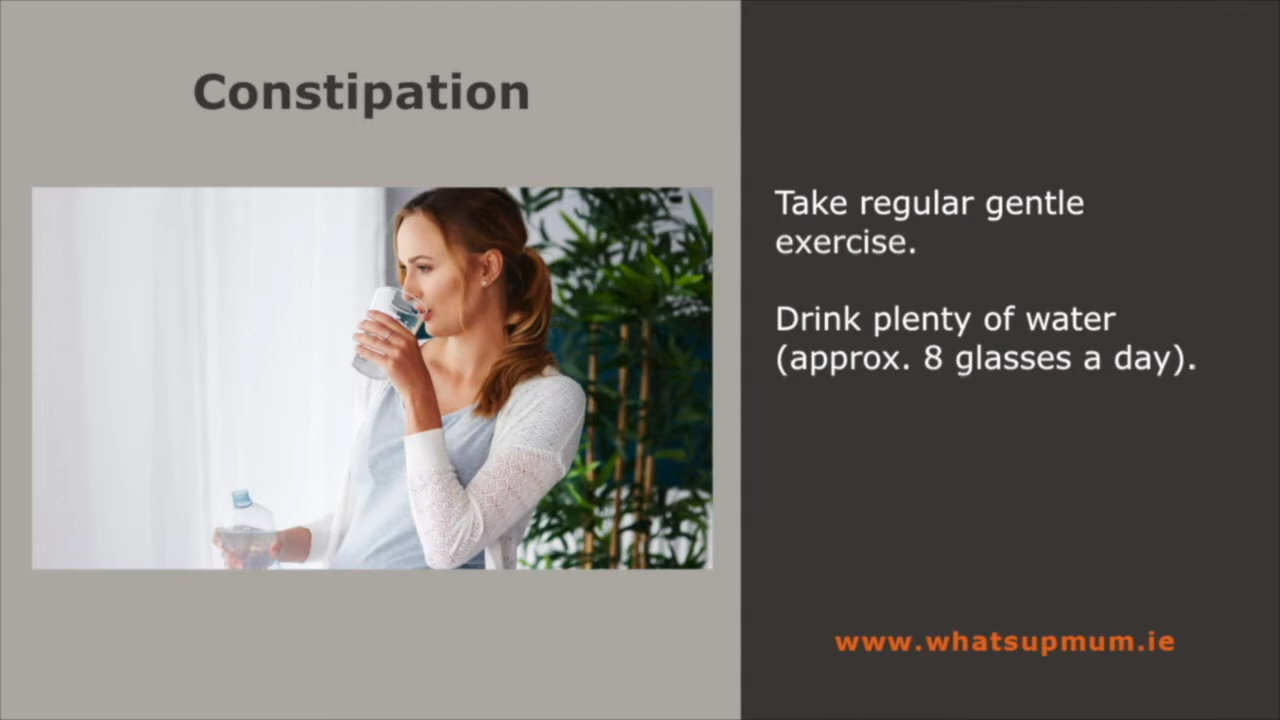 Constipation
Take regular gentle
exercise.
Drink plenty of water
(approx. 8 glasses a day).
www.whatsupmum.ie